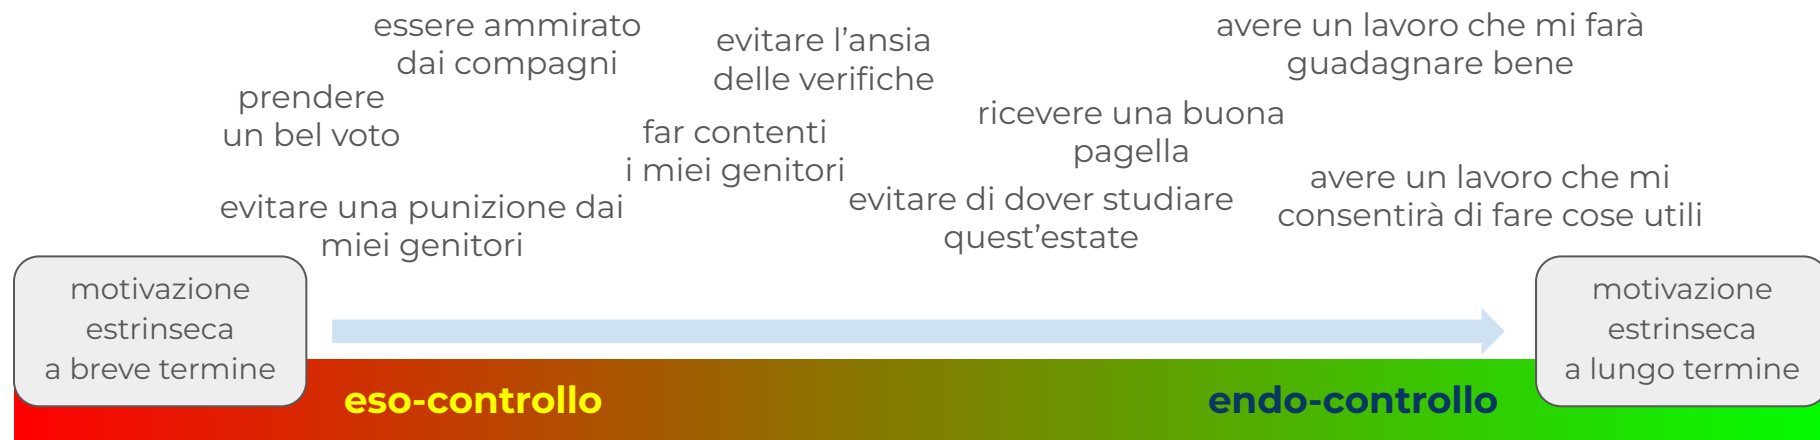 essere ammirato
dai compagni
evitare l’ansia
delle verifiche
avere un lavoro che mi farà
guadagnare bene
prendere
un bel voto
far contenti
i miei genitori
ricevere una buona
pagella
evitare una punizione dai
miei genitori
evitare di dover studiare
quest’estate
avere un lavoro che mi
consentirà di fare cose utili
motivazione
estrinseca
a breve termine
motivazione
estrinseca
a lungo termine
eso-controllo
endo-controllo